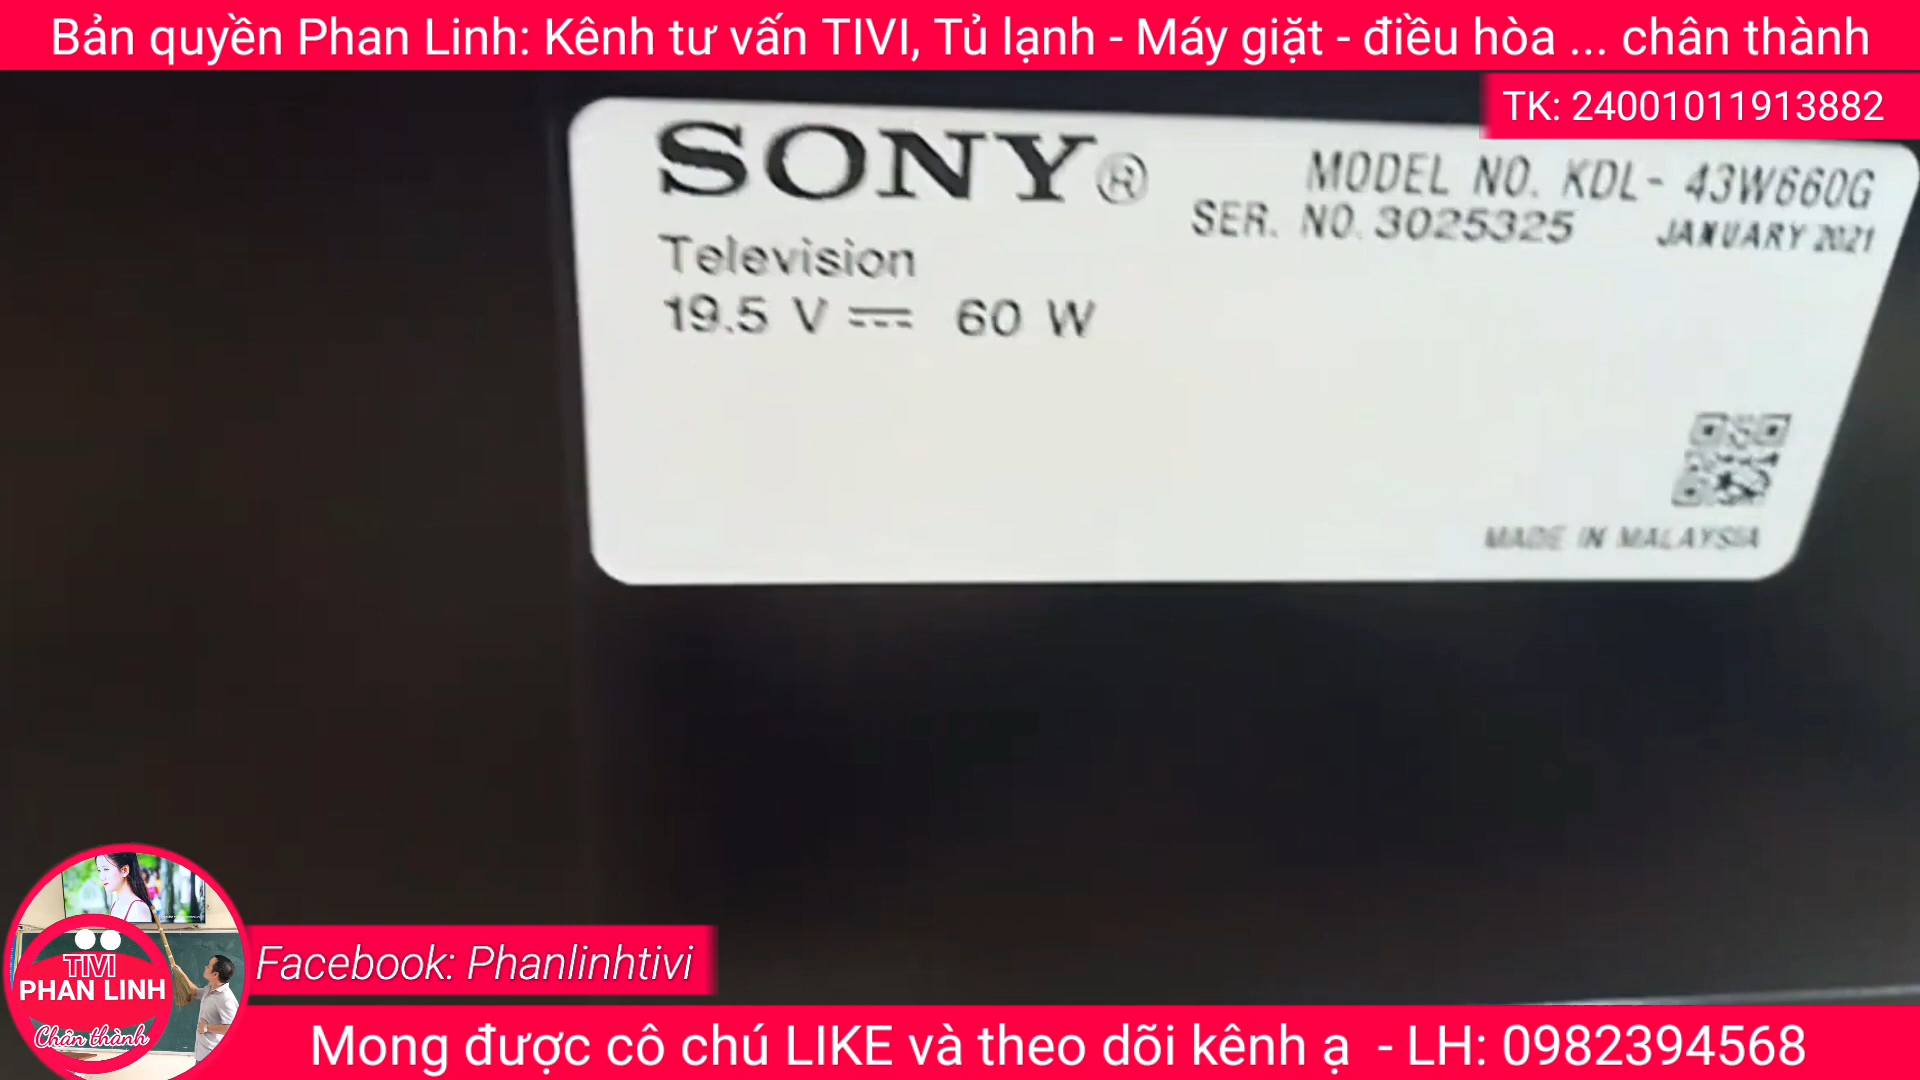 Bản quyền Phan Linh: Kênh tư vấn TIVI, Tủ lạnh - Máy giặt - điều hòa ... chân thành
TK: 24001011913882
SONY®
MODEL NO. KDL- 43W660G
SER. NO. 3025325 JANUARY 2021
Television
19.5 V 60 W
MADE IN MALAYSIA
Facebook: Phanlinhtivi
TIVI
PHAN LINH
Chân thành
Mong được cô chú LIKE và theo dõi kênh ạ - LH: 0982394568